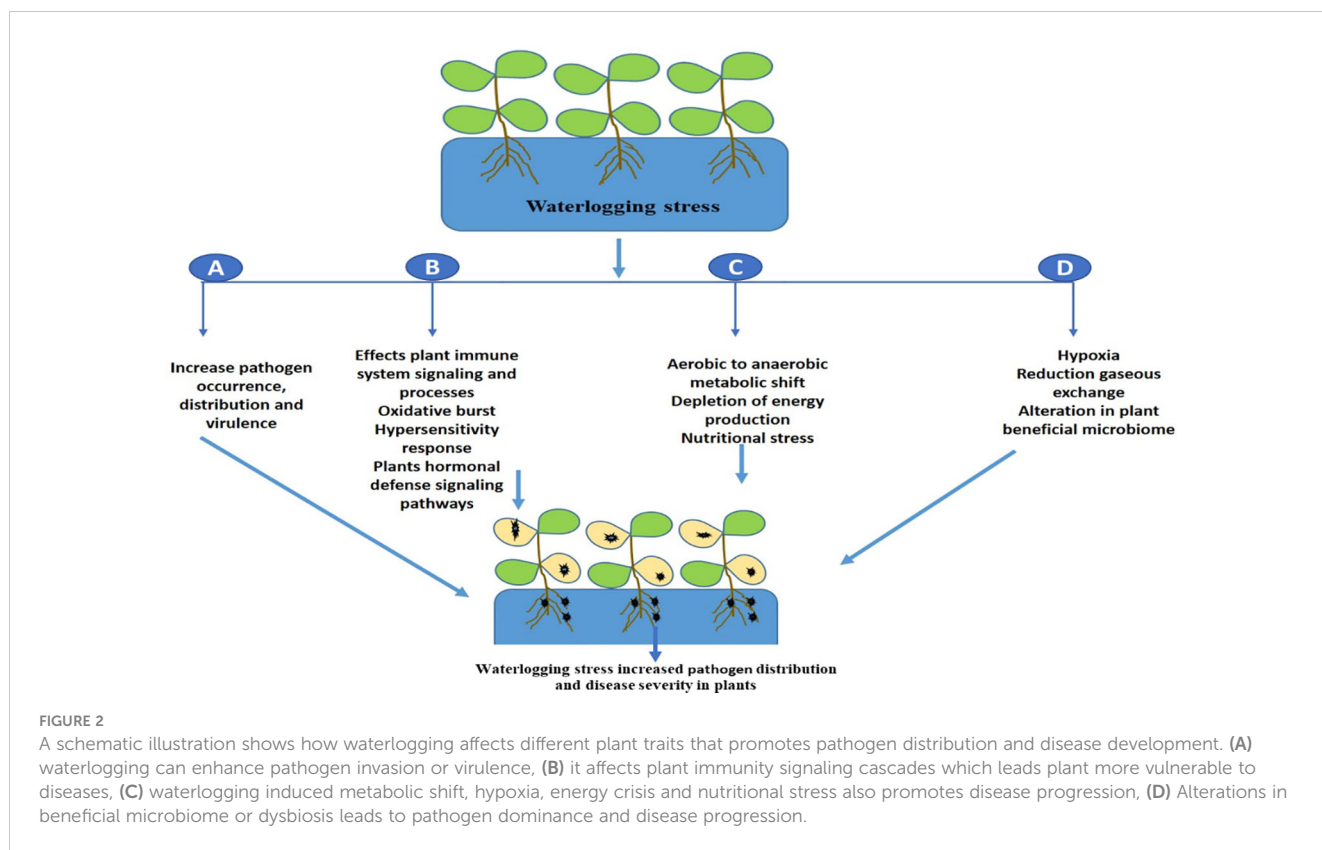 Waterlogging stress
A
B
C
D
Increase pathogen
occurrence,
distribution and
virulence
Effects plant immune
system signaling and
processes
Oxidative burst
Hypersensitivity
response
Plants hormonal
defense signaling
pathways
Aerobic to anaerobic
metabolic shift
Depletion of energy
production
Nutritional stress
Hypoxia
Reduction gaseous
exchange
Alteration in plant
beneficial microbiome
Waterlogging stress increased pathogen distribution
and disease severity in plants
FIGURE 2
A schematic illustration shows how waterlogging affects different plant traits that promotes pathogen distribution and disease development. (A)
waterlogging can enhance pathogen invasion or virulence, (B) it affects plant immunity signaling cascades which leads plant more vulnerable to
diseases, (C) waterlogging induced metabolic shift, hypoxia, energy crisis and nutritional stress also promotes disease progression, (D) Alterations in
beneficial microbiome or dysbiosis leads to pathogen dominance and disease progression.